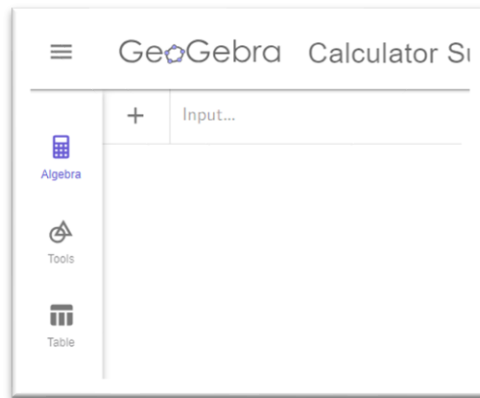 GeoGebra Calculator Su
Input...
Algebra
Tools
Table